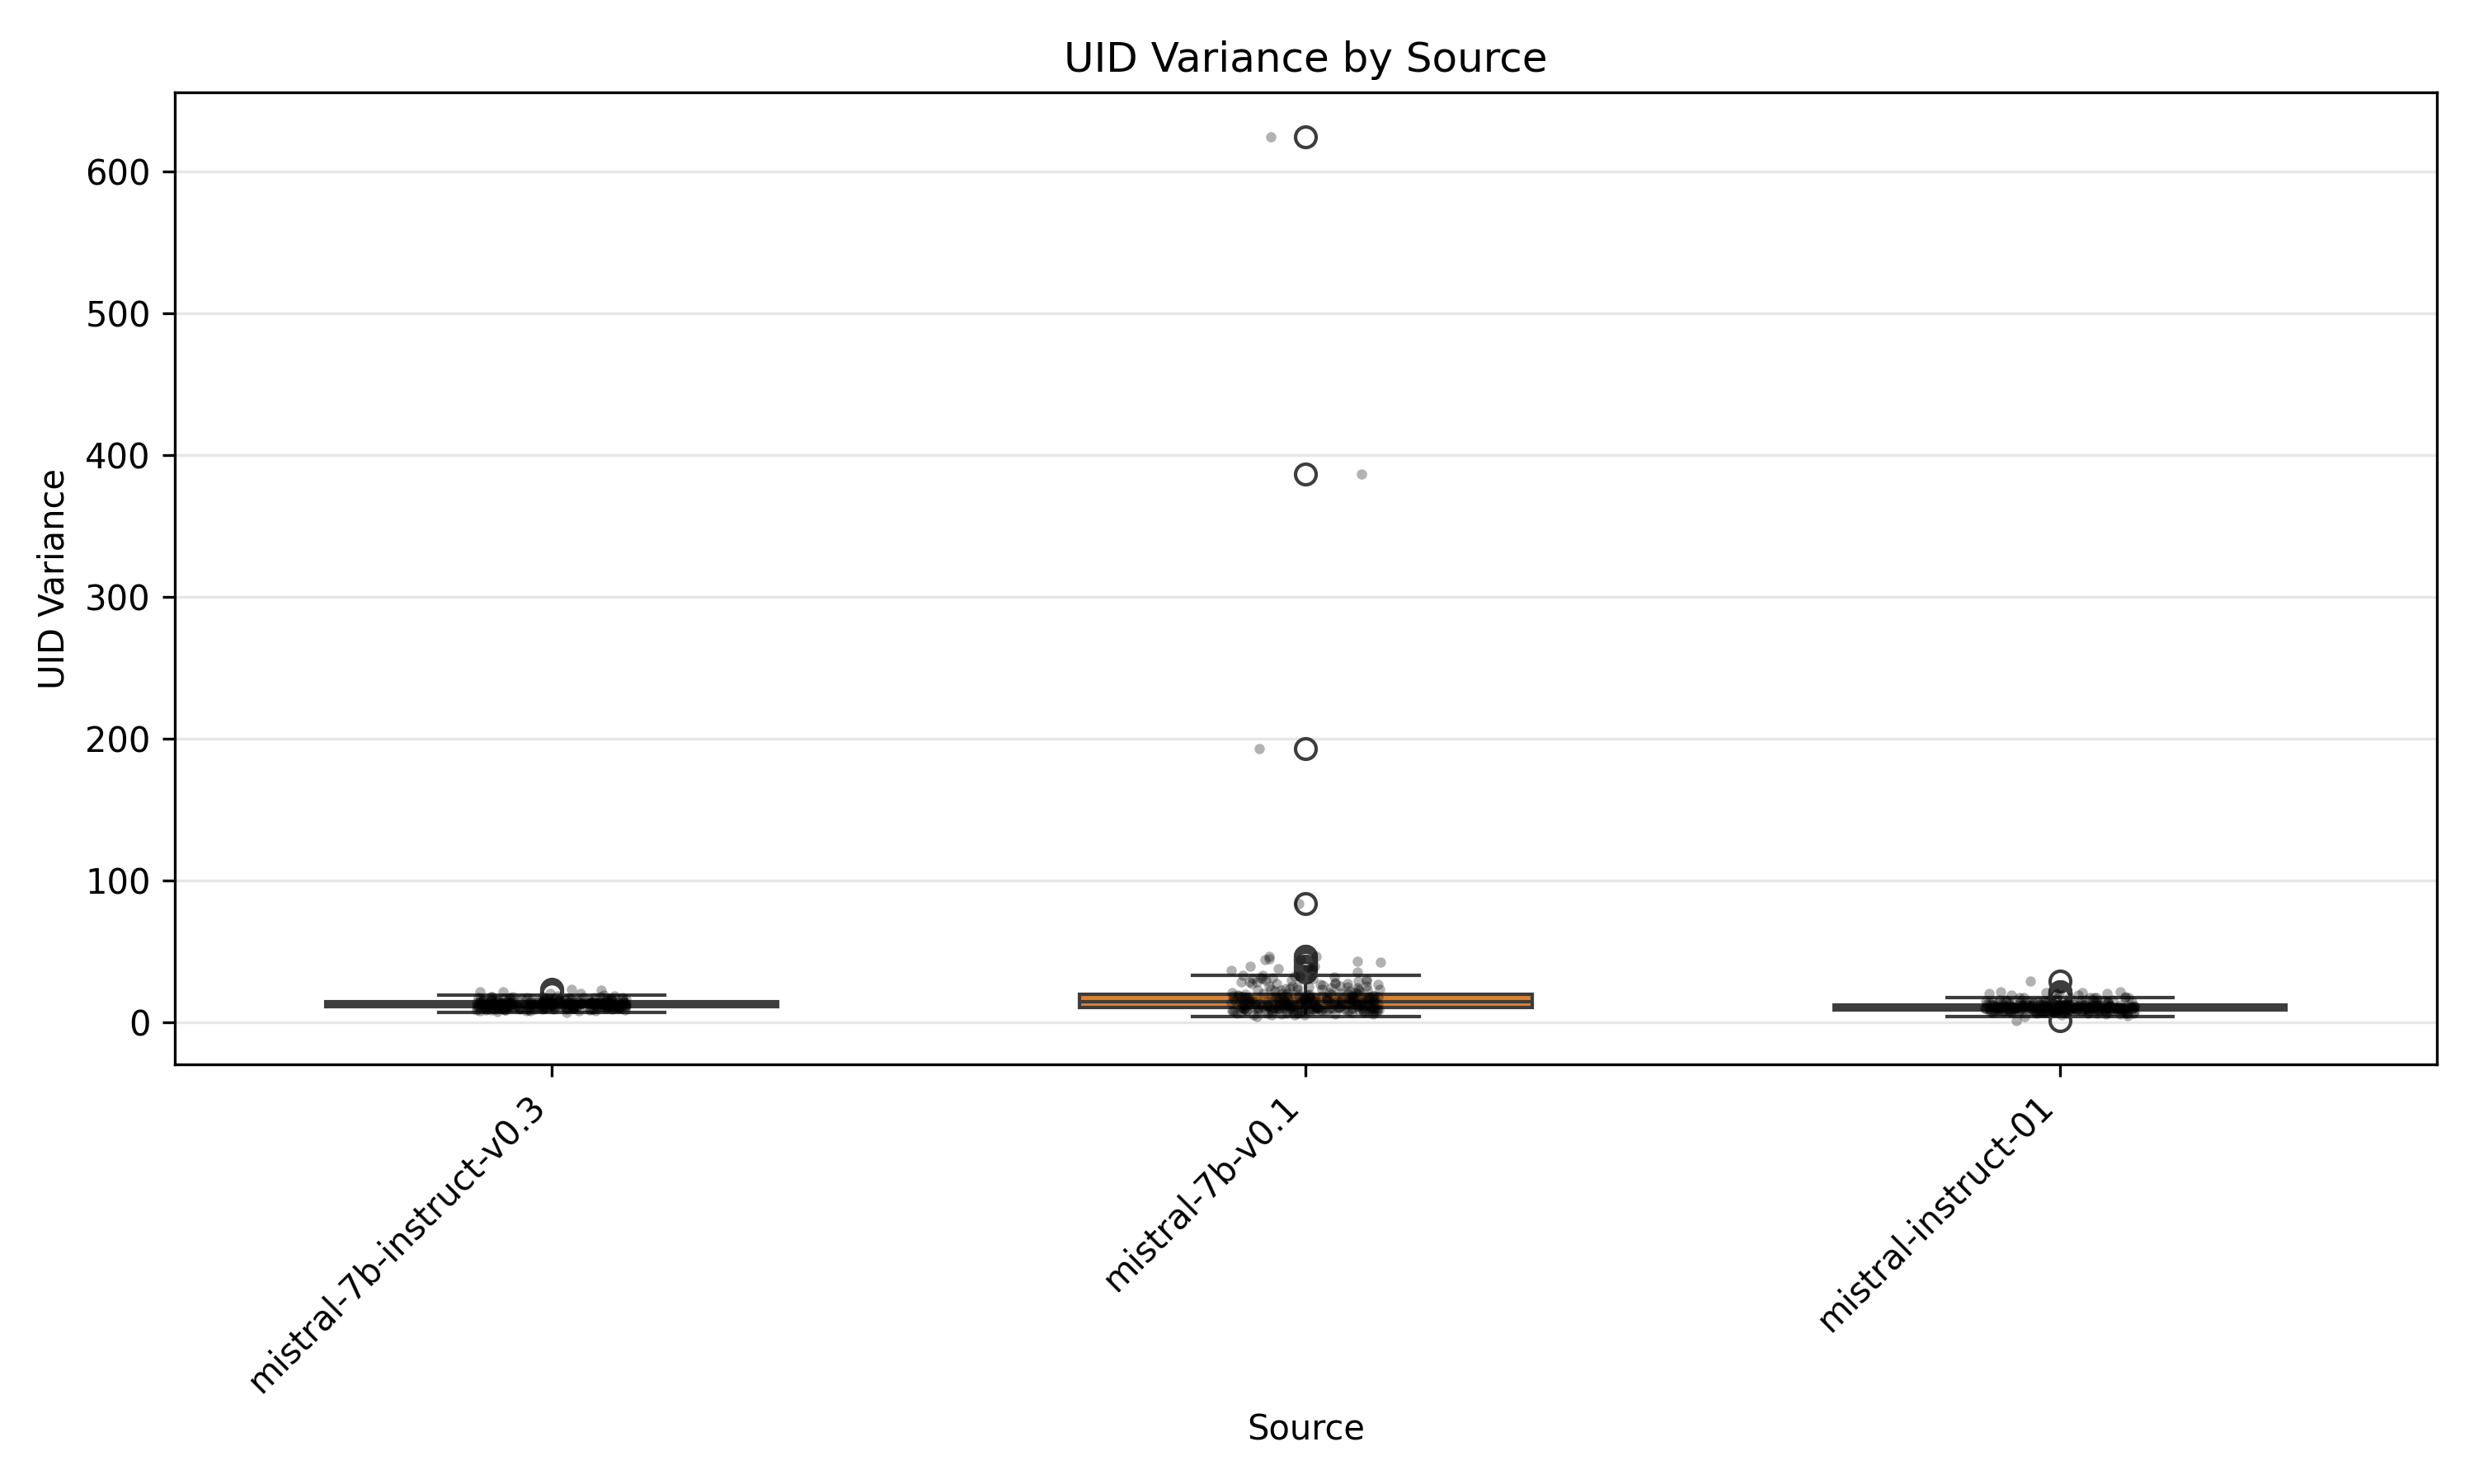 UID Variance by Source
UID Variance
600
500
400
300
200
100
0
mistral-7b-instruct-v0.3
mistral-7b-v0.1
mistral-instruct-01
Source